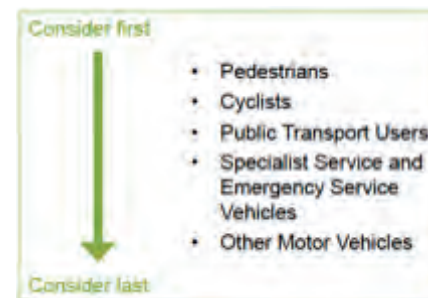 Consider first
• Pedestrians
• Cyclists
• Public Transport Users
• Specialist Service and
Emergency Service
Vehicles
• Other Motor Vehicles
Consider last